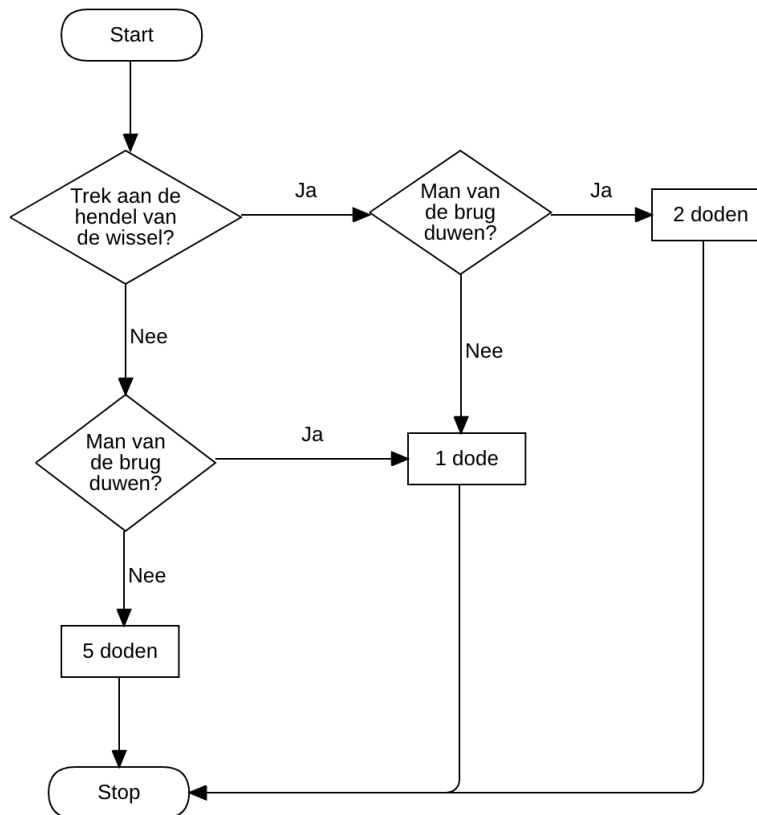 Start
Trek aan de
hendel van
de wissel?
Ja
Man van
de brug
duwen?
Ja
2 doden
Nee
Nee
Man van
de brug
duwen?
Ja
1 dode
Nee
5 doden
Stop